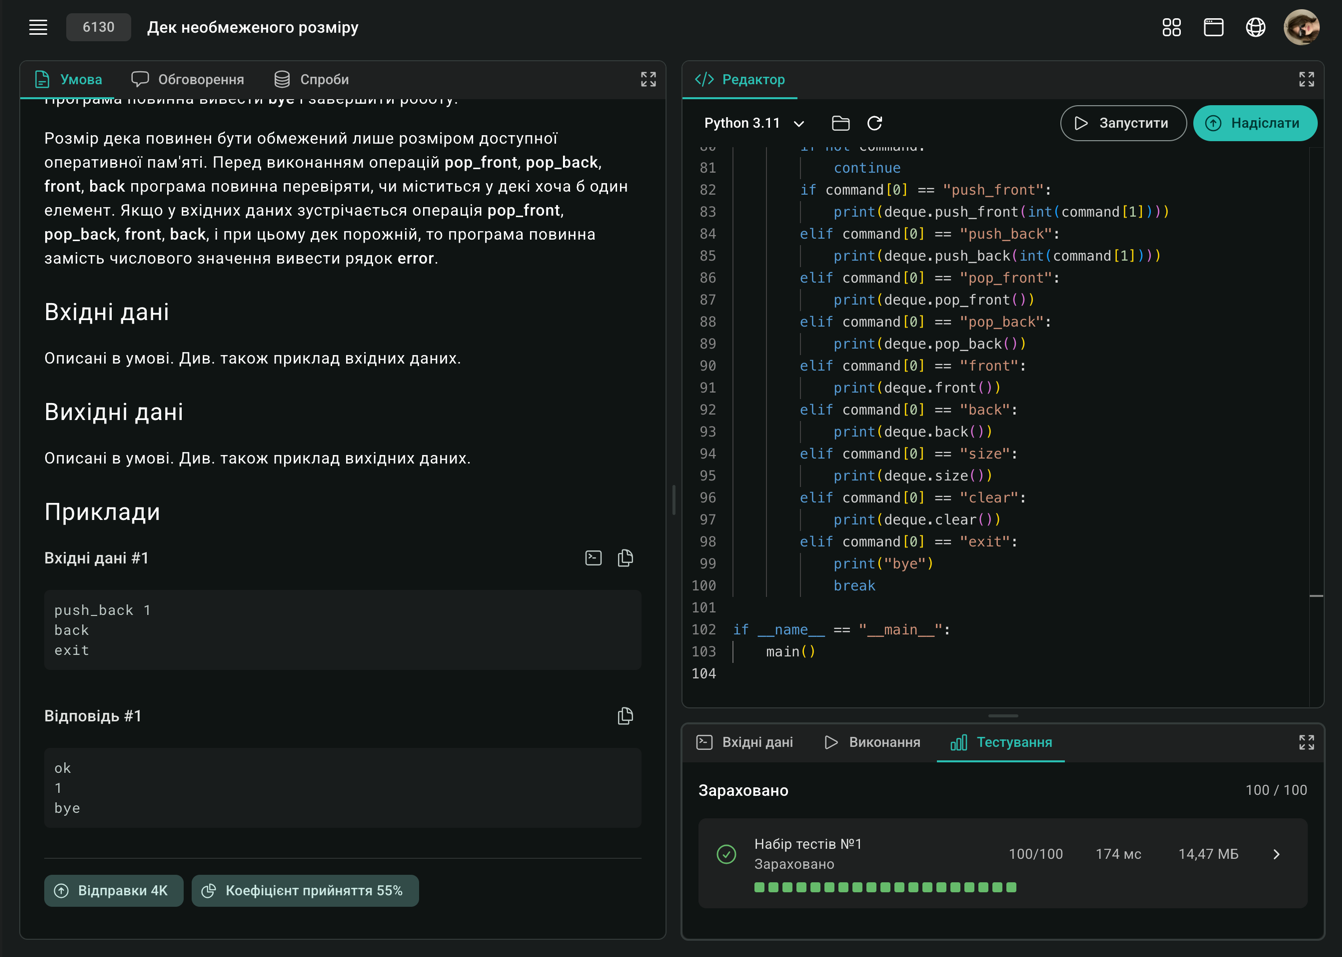 6130
Дек необмеженого розміру
Умова
Обговорення
Спроби
Програма повинна вивести bye і завершити роботу.
Розмір дека повинен бути обмежений лише розміром доступної
оперативної пам'яті. Перед виконанням операцій pop_front, pop_back,
front, back програма повинна перевіряти, чи міститься у декі хоча б один
елемент. Якщо у вхідних даних зустрічається операція pop_front,
pop_back, front, back, і при цьому дек порожній, то програма повинна
замість числового значення вивести рядок error.
Вхідні дані
Описані в умові. Див. також приклад вхідних даних.
Вихідні дані
Описані в умові. Див. також приклад вихідних даних.
Приклади
Вхідні дані #1
push_back 1
back
exit
Відповідь #1
ok
1
bye
Відправки 4K
Коефіцієнт прийняття 55%
Редактор
Python 3.11
Запустити
Надіслати
80 if not command:
81 continue
82 if command[0] == "push_front":
83 print(deque.push_front(int(command[1])))
84 elif command[0] == "push_back":
85 print(deque.push_back(int(command[1])))
86 elif command[0] == "pop_front":
87 print(deque.pop_front())
88 elif command[0] == "pop_back":
89 print(deque.pop_back())
90 elif command[0] == "front":
91 print(deque.front())
92 elif command[0] == "back":
93 print(deque.back())
94 elif command[0] == "size":
95 print(deque.size())
96 elif command[0] == "clear":
97 print(deque.clear())
98 elif command[0] == "exit":
99 print("bye")
100 break
101
102 if __name__ == "__main__":
103 main()
104
Вхідні дані
Виконання
Тестування
Зараховано
100 / 100
Набір тестів №1
Зараховано
100/100
174 мс
14,47 МБ